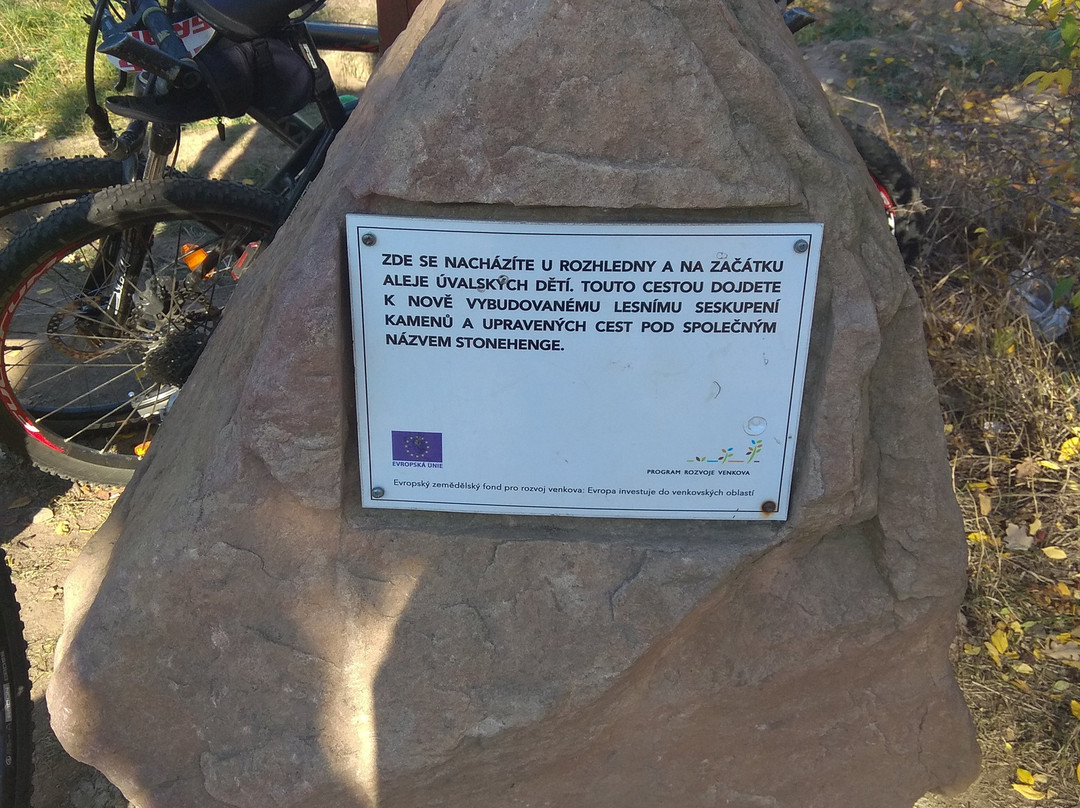 ZDE SE NACHÁZÍTE U ROZHLEDNY A NA ZAČÁTKU
ALEJE ÚVALSKÝCH DĚTÍ. TOUTO CESTOU DOJDETE
K NOVĚ VYBUDOVANÉMU LESNÍMU SESKUPENÍ
KAMENŮ A UPRAVENÝCH CEST POD SPOLEČNÝM
NÁZVEM STONEHENGE.
EVROPSKÁ UNIE
PROGRAM ROZVOJE VENKOVA
Evropský zemědělský fond pro rozvoj venkova: Evropa investuje do venkovských oblastí